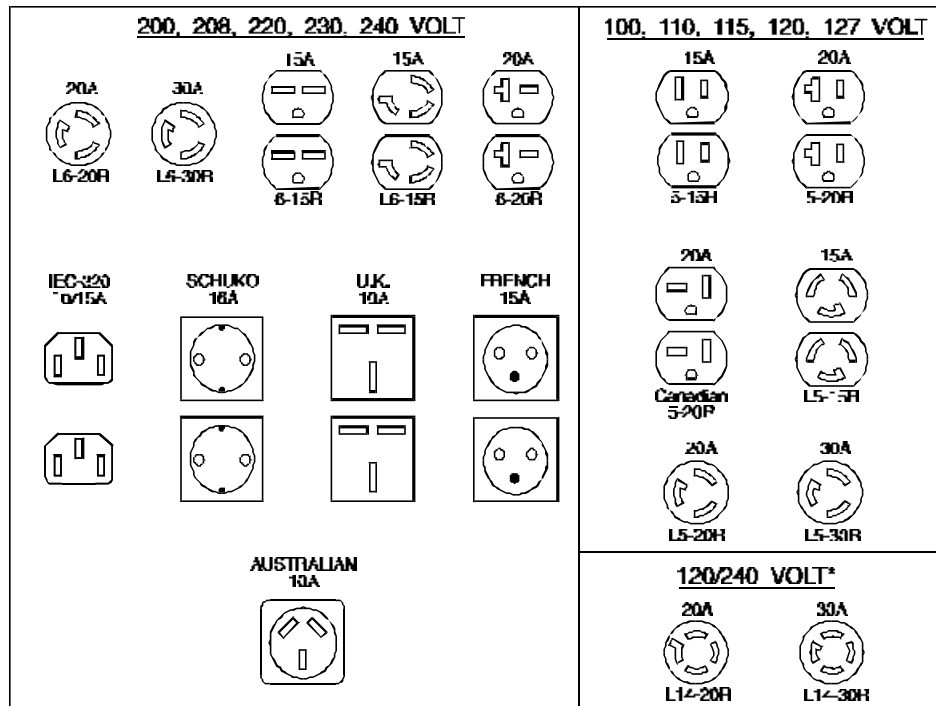 200, 208, 220, 230, 240 VOLT
15A 15A 20A
20A 30A
L6-20R L6-30R
6-15R L6-15R 6-20R
IEC-320 SCHUKO U.K. FRENCH
10/15A 16A 15A
AUSTRALIAN
10A
100, 110, 115, 120, 127 VOLT
15A 20A
5-15R 5-20R
20A 15A
Canadian L5-15R
5-20R
20A 30A
L5-20R L5-30R
120/240 VOLT*
20A 30A
L14-20R L14-30R